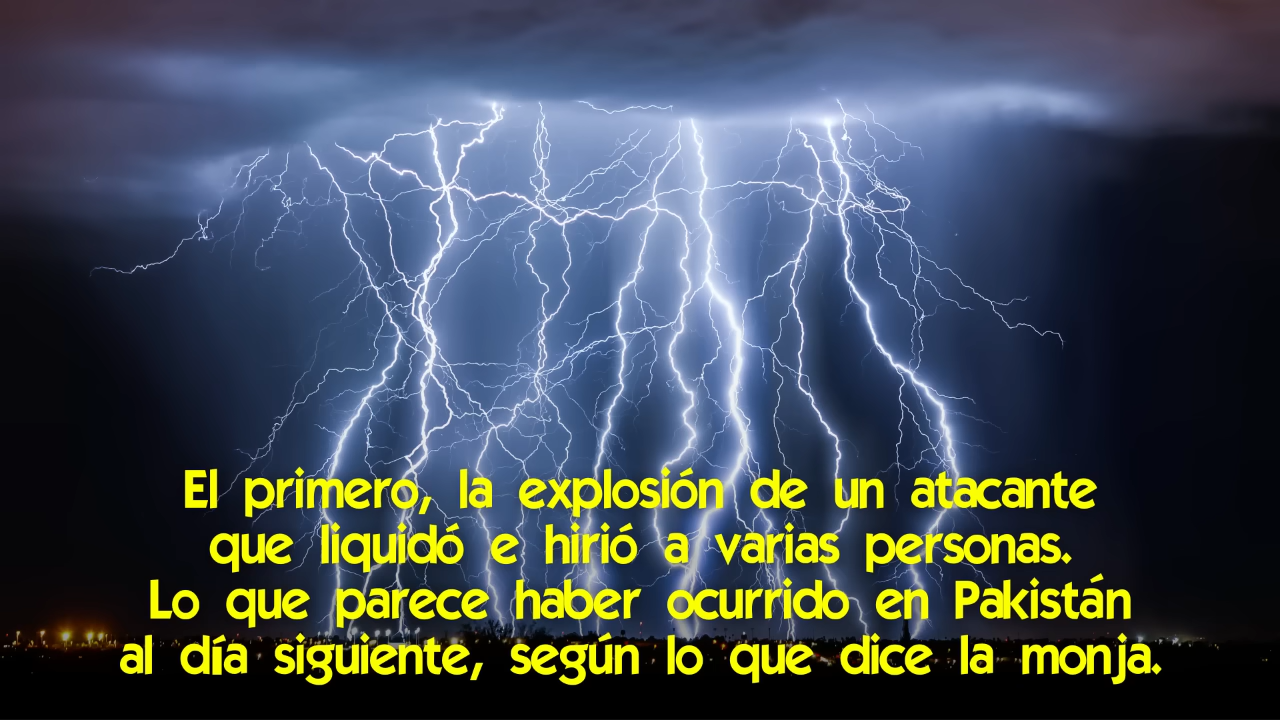 El primero, la explosión de un atacante
que liquidó e hirió a varias personas.
Lo que parece haber ocurrido en Pakistán
al día siguiente, según lo que dice la monja.